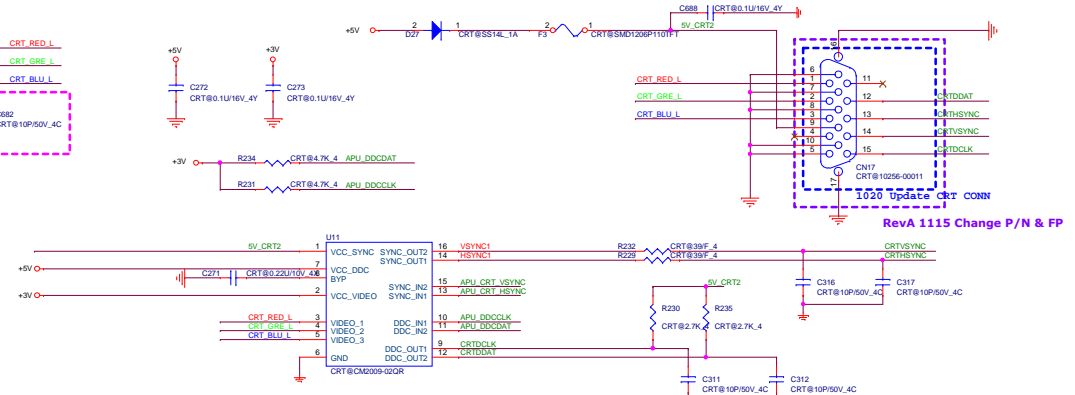 C688
CRT@0.1U/16V_4Y
+5V
2
D27
1
CRT@SS14L_1A
2
F3
1
CRT@SMD1206P110TFT
5V_CRT2
CRT_RED_L
CRT_GRE_L
CRT_BLU_L
+5V
C272
CRT@0.1U/16V_4Y
+3V
C273
CRT@0.1U/16V_4Y
CRT@10P/50V_4C
+3V
R234
CRT@4.7K_4
APU_DDCDAT
R231
CRT@4.7K_4
APU_DDCCLK
CRT_RED_L
CRT_GRE_L
CRT_BLU_L
16
6
1
7
2
8
3
9
4
10
5
11
12
13
14
15
17
CRTDDAT
CRTHSYNC
CRTVSYNC
CRTDCLK
CN17
CRT@10256-00011
1020 Update CRT CONN
RevA 1115 Change P/N & FP
U11
5V_CRT2
1
VCC_SYNC
SYNC_OUT2
16
VSYNC1
SYNC_OUT1
14
HSYNC1
+5V
7
VCC_DDC
C271
CRT@0.22U/10V_4X
8
BYP
SYNC_IN2
15
APU_CRT_VSYNC
+3V
2
VCC_VIDEO
SYNC_IN1
13
APU_CRT_HSYNC
CRT_RED_L
3
VIDEO_1
DDC_IN1
10
APU_DDCCLK
CRT_GRE_L
4
VIDEO_2
DDC_IN2
11
APU_DDCDAT
CRT_BLU_L
5
VIDEO_3
DDC_OUT1
9
CRTDCLK
6
GND
DDC_OUT2
12
CRTDDAT
CRT@CM2009-02QR
R232
CRT@39/F_4
CRTVSYNC
R229
CRT@39/F_4
CRTHSYNC
5V_CRT2
R230
CRT@2.7K_4
R235
CRT@2.7K_4
C316
CRT@10P/50V_4C
C317
CRT@10P/50V_4C
C311
CRT@10P/50V_4C
C312
CRT@10P/50V_4C